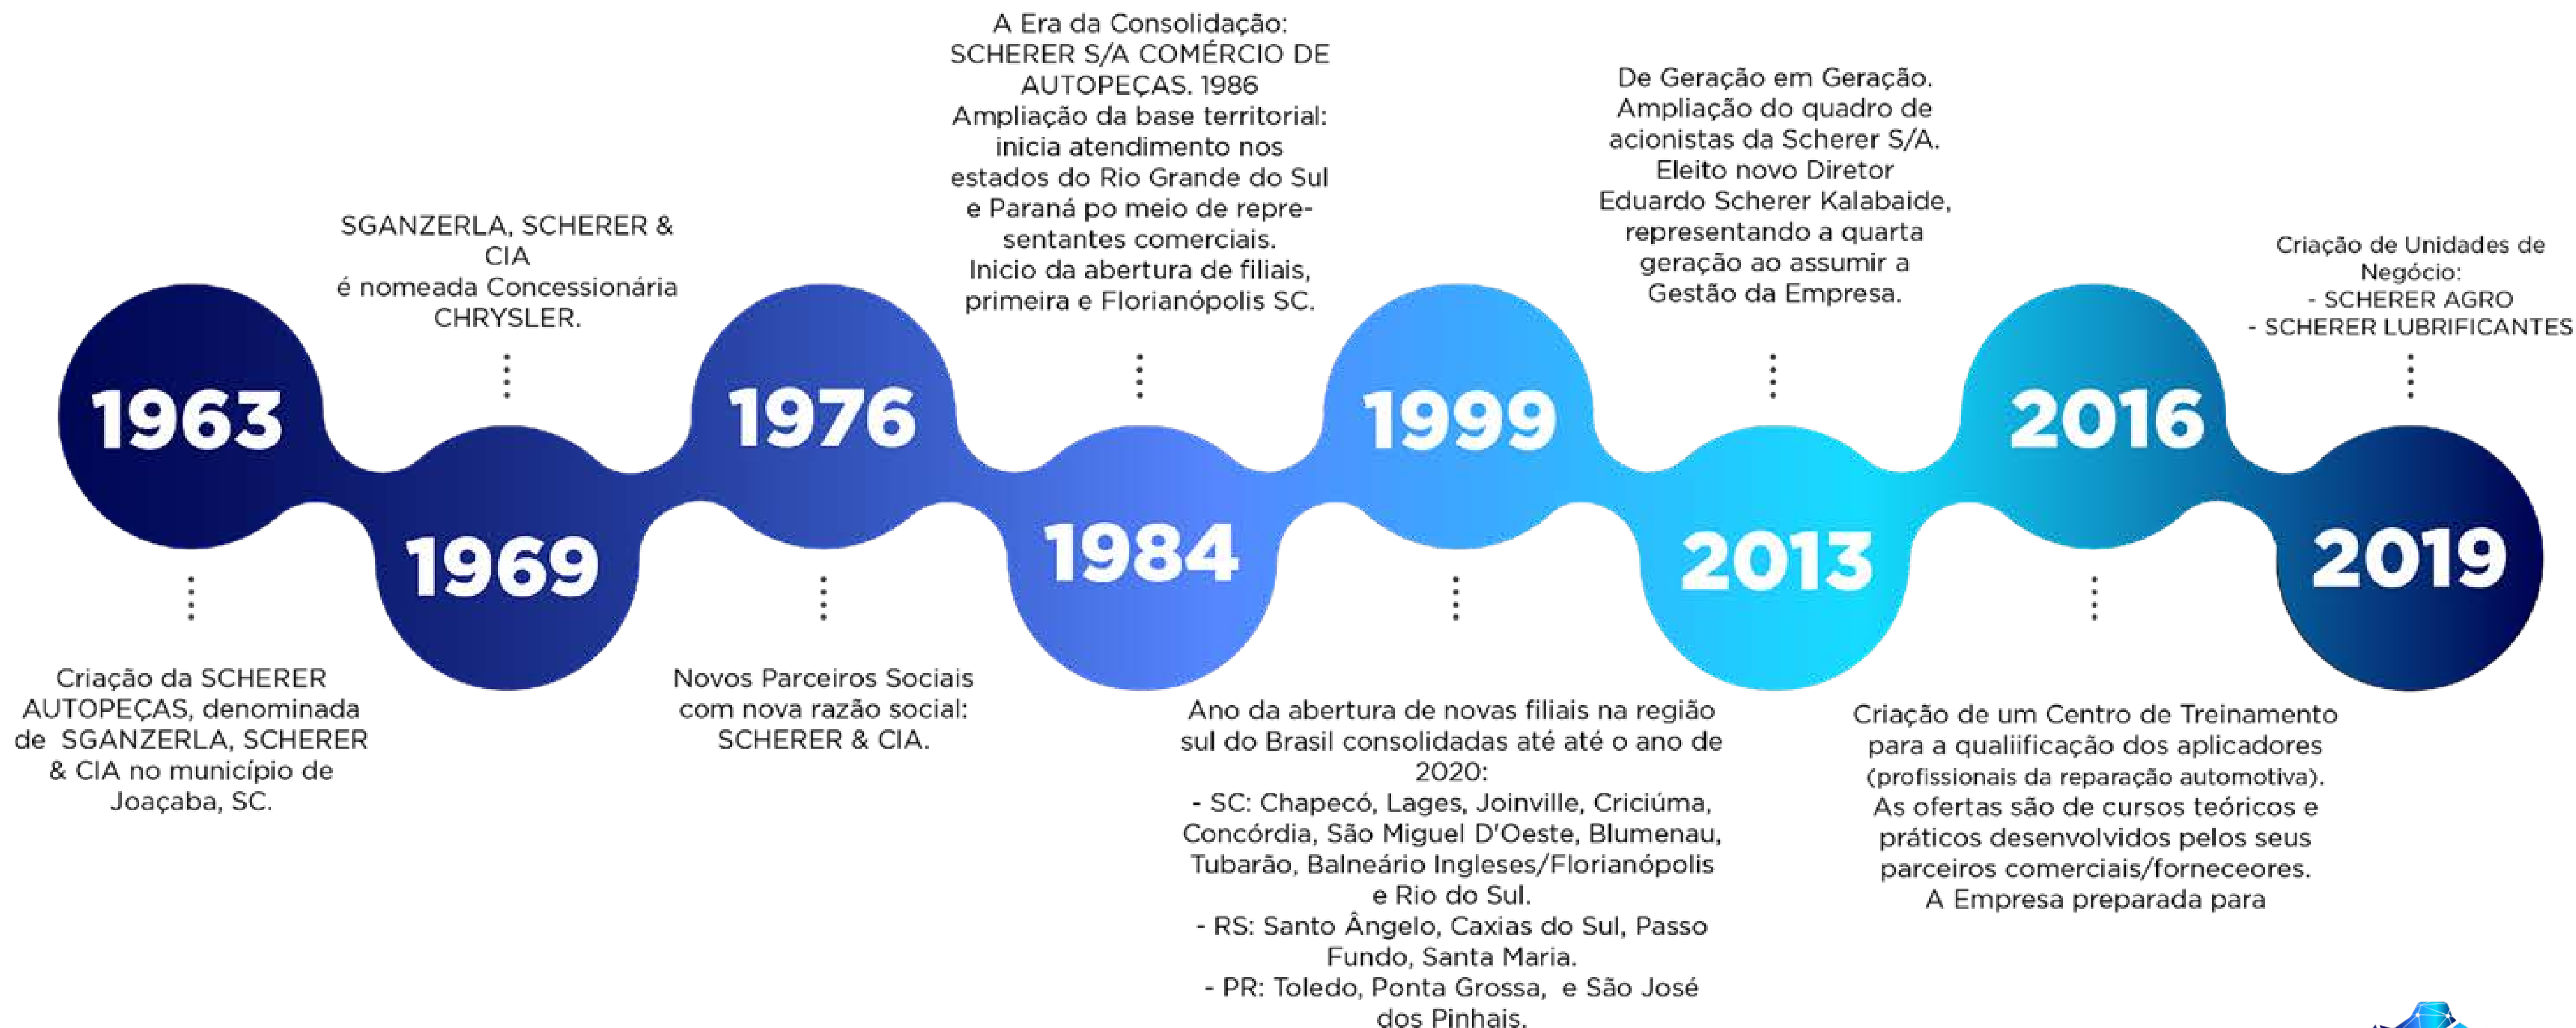 1963
Criação da SCHERER
AUTOPEÇAS, denominada
de SGANZERLA, SCHERER
& CIA no município de
Joaçaba, SC.
SGANZERLA, SCHERER &
CIA
é nomeada Concessionária
CHRYSLER.
1969
1976
Novos Parceiros Sociais
com nova razão social:
SCHERER & CIA.
A Era da Consolidação:
SCHERER S/A COMÉRCIO DE
AUTOPEÇAS. 1986
Ampliação da base territorial:
inicia atendimento nos
estados do Rio Grande do Sul
e Paraná po meio de repre-
sentantes comerciais.
Inicio da abertura de filiais,
primeira e Florianópolis SC.
1984
1999
Ano da abertura de novas filiais na região
sul do Brasil consolidadas até até o ano de
2020:
- SC: Chapecó, Lages, Joinville, Criciúma,
Concórdia, São Miguel D'Oeste, Blumenau,
Tubarão, Balneário Ingleses/Florianópolis
e Rio do Sul.
- RS: Santo Ângelo, Caxias do Sul, Passo
Fundo, Santa Maria.
- PR: Toledo, Ponta Grossa, e São José
dos Pinhais.
De Geração em Geração.
Ampliação do quadro de
acionistas da Scherer S/A.
Eleito novo Diretor
Eduardo Scherer Kalabaide,
representando a quarta
geração ao assumir a
Gestão da Empresa.
2013
2016
Criação de um Centro de Treinamento
para a qualiificação dos aplicadores
(profissionais da reparação automotiva).
As ofertas são de cursos teóricos e
práticos desenvolvidos pelos seus
parceiros comerciais/forneceores.
A Empresa preparada para
Criação de Unidades de
Negócio:
- SCHERER AGRO
- SCHERER LUBRIFICANTES
2019